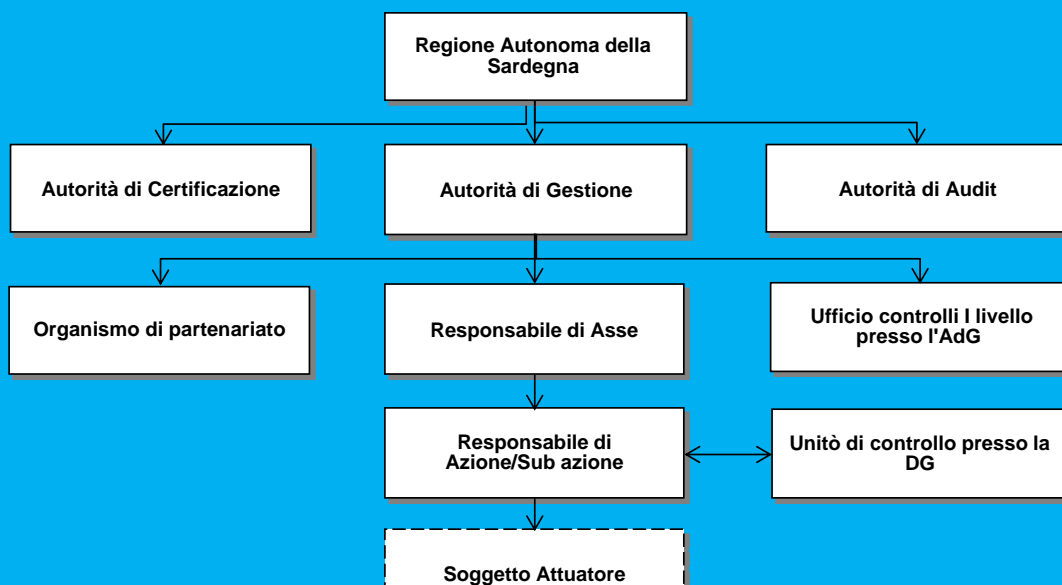 Regione Autonoma della
Sardegna
Autorità di Certificazione
Autorità di Gestione
Autorità di Audit
Organismo di partenariato
Responsabile di Asse
Ufficio controlli I livello
presso l'AdG
Responsabile di
Azione/Sub azione
Unitò di controllo presso la
DG
Soggetto Attuatore